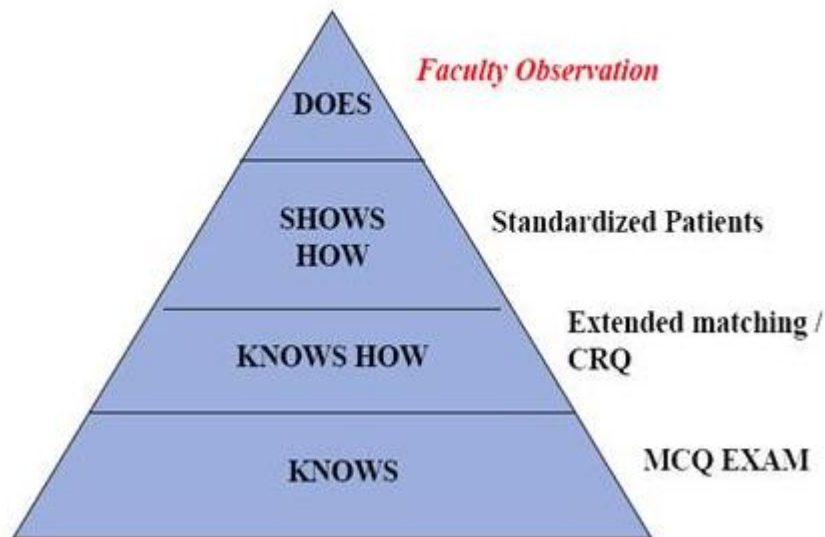 Faculty Observation
DOES
SHOWS
HOW
Standardized Patients
KNOWS HOW
Extended matching /
CRQ
KNOWS
MCQ EXAM